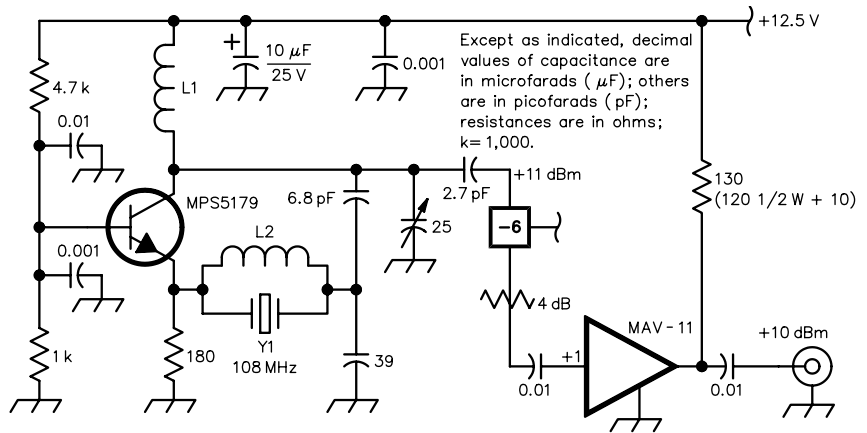 +12.5 V
+
10 µF
25 V
0.001
L1
4.7 k
0.01
Except as indicated, decimal
values of capacitance are
in microfarads ( µF); others
are in picofarads (pF);
resistances are in ohms;
k= 1,000.
MPS5179
6.8 pF
25
2.7 pF
+11 dBm
-6
130
(120 1/2 W + 10)
0.001
L2
Y1
108 MHz
1 k
180
39
4 dB
0.01
+1
MAV-11
0.01
+10 dBm